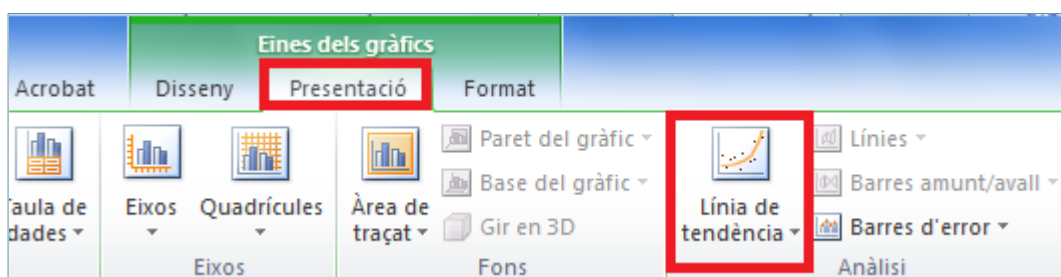 Eines dels gràfics
Acrobat Disseny Presentació Format
Eixos
Quadrícules
Àrea de
traçat
Paret del gràfic
Base del gràfic
Gir en 3D
Línia de
tendència
Línies
Barres amunt/avall
Barres d'error
de
Eixos Fons Anàlisi